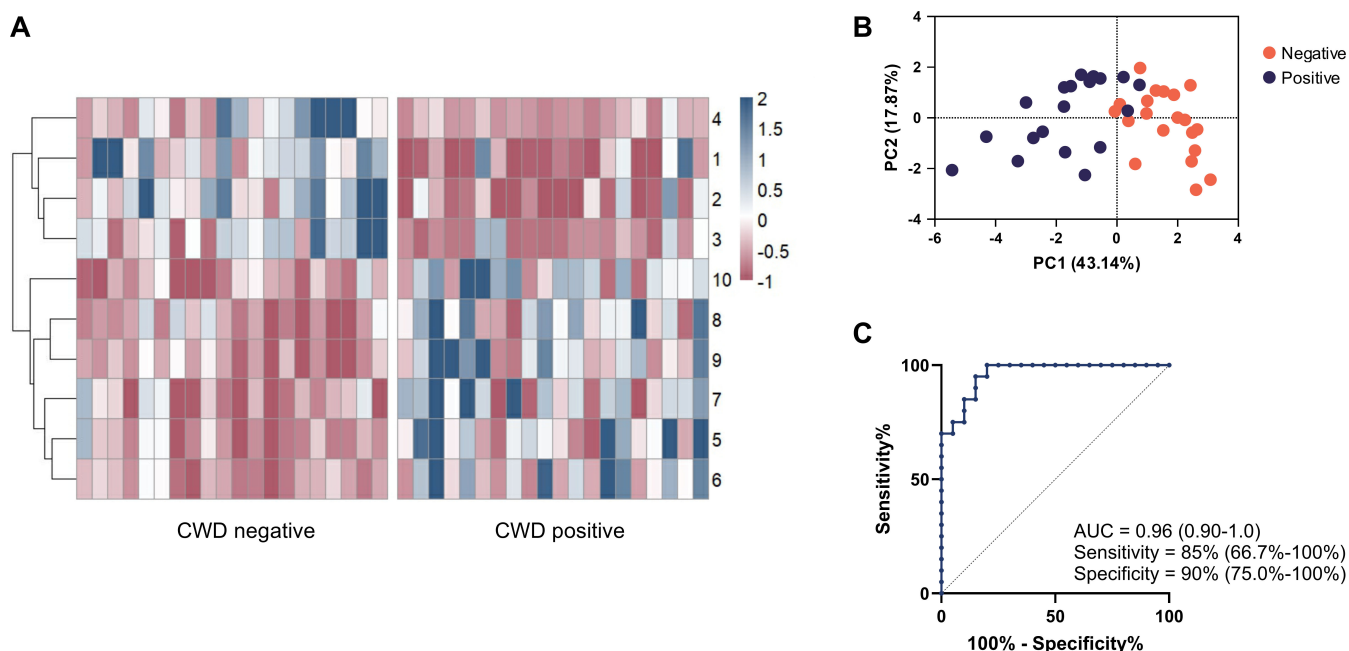 A
2
1.5
1
0.5
0
-0.5
-1
4
1
2
3
10
8
9
7
5
6
CWD negative
CWD positive
B
4
2
0
-2
-4
PC2 (17.87%)
-6
-4
-2
0
2
4
PC1 (43.14%)
Negative
Positive
C
100
50
0
Sensitivity%
AUC = 0.96 (0.90-1.0)
Sensitivity = 85% (66.7%-100%)
Specificity = 90% (75.0%-100%)
0
50
100
100% - Specificity%